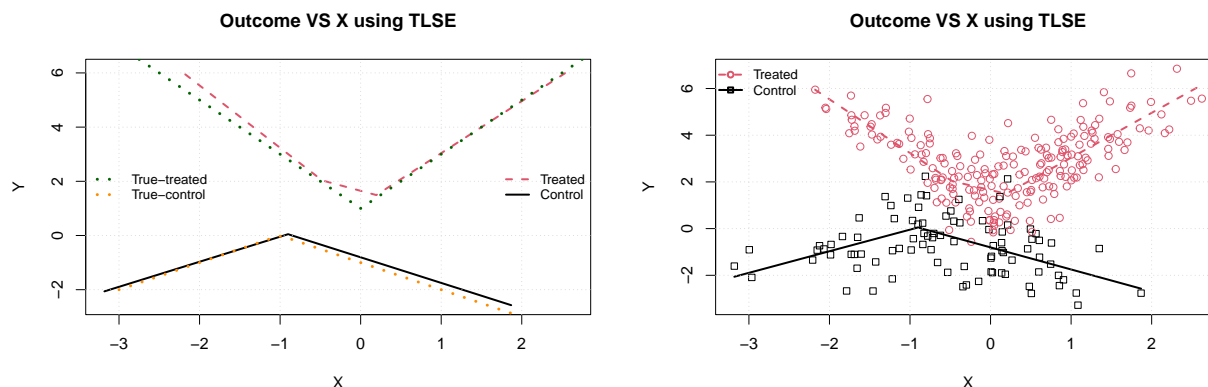 Outcome VS X using TLSE
6
4
2
0
−2
Y
True−treated
True−control
Treated
Control
−3 −2 −1 0 1 2
X
Outcome VS X using TLSE
6
4
2
0
−2
Y
Treated
Control
−3 −2 −1 0 1 2
X